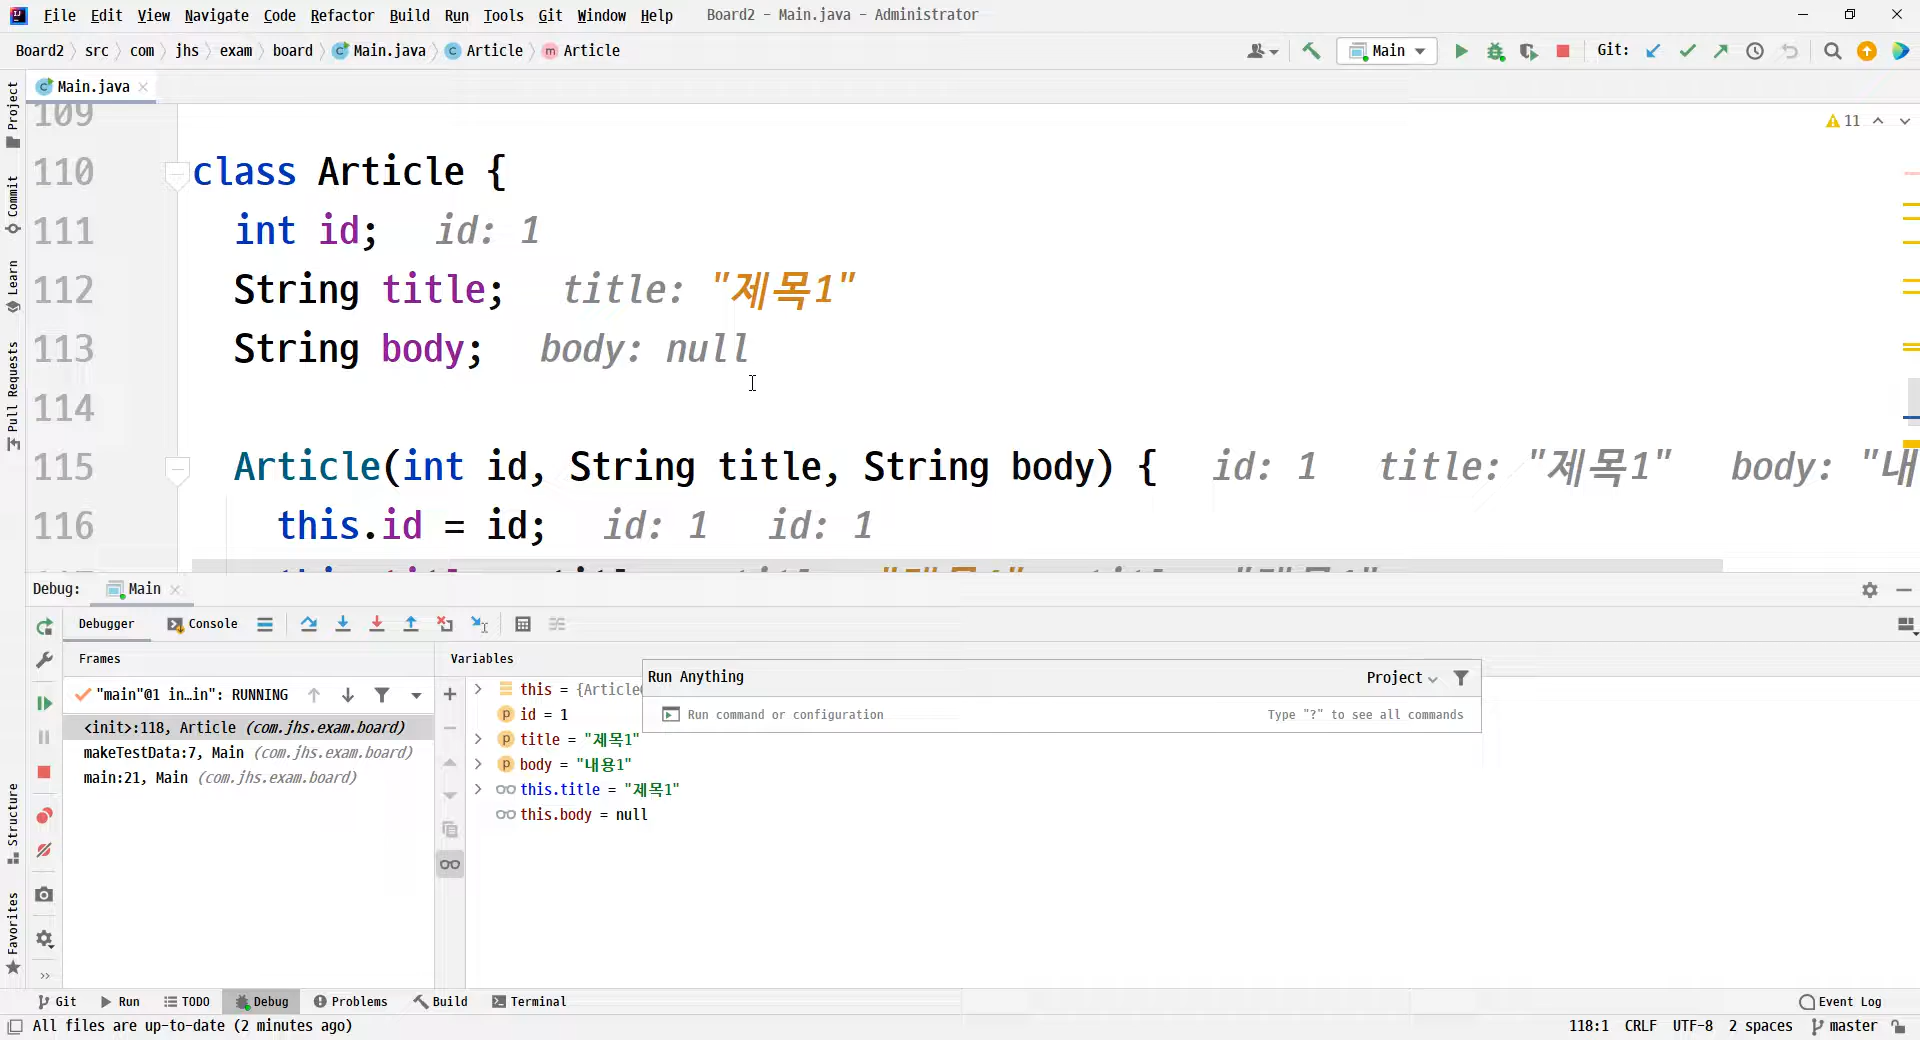 File Edit View Navigate Code Refactor Build Run Tools Git Window Help Board2 - Main.java - Administrator
Board2 src com jhs exam board Main.java Article Article Main Git:
Main.java
109
11
110 class Article {
111 int id; id: 1
112 String title; title: "제목1"
113 String body; body: null
114
115 Article(int id, String title, String body) { id: 1 title: "제목1" body: "내
116 this.id = id; id: 1 id: 1
Project
Commit
Learn
Pull Requests
Structure
Favorites
Debug: Main
Debugger Console
Frames Variables
"main"@1 in...in": RUNNING
<init>:118, Article (com.jhs.exam.board)
makeTestData:7, Main (com.jhs.exam.board)
main:21, Main (com.jhs.exam.board)
this = {Article
id = 1
title = "제목1"
body = "내용1"
this.title = "제목1"
this.body = null
Run Anything Project
Run command or configuration Type "?" to see all commands
Git Run TODO Debug Problems Build Terminal Event Log
All files are up-to-date (2 minutes ago) 118:1 CRLF UTF-8 2 spaces master